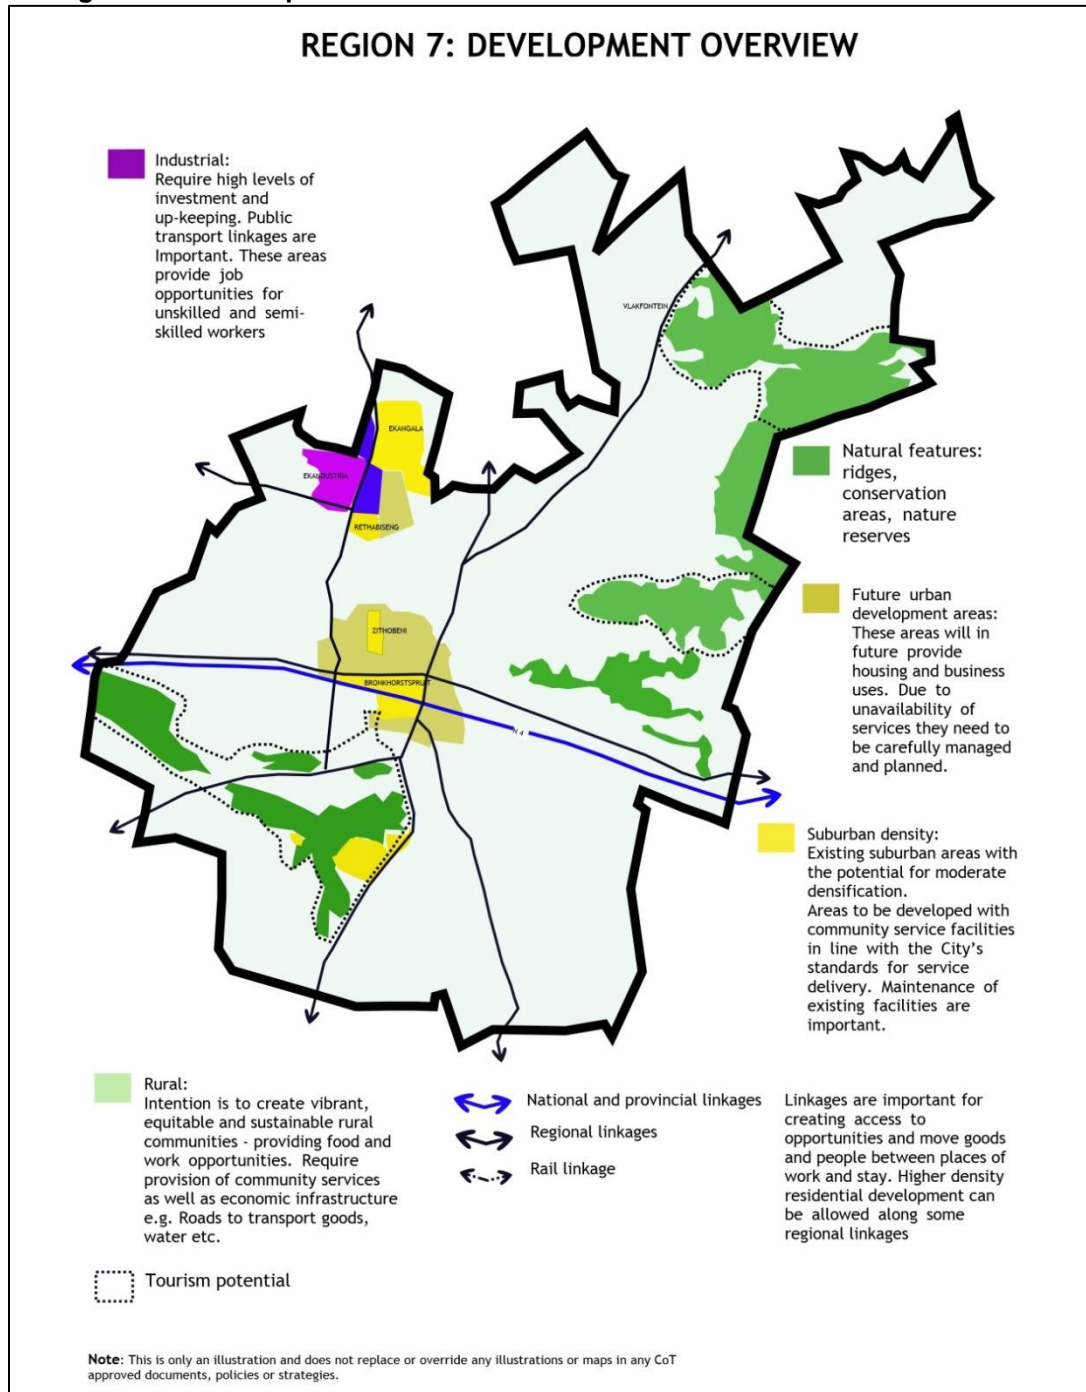 REGION 7: DEVELOPMENT OVERVIEW
Industrial:
Require high levels of
investment and
up-keeping. Public
transport linkages are
Important. These areas
provide job
opportunities for
unskilled and semi-
skilled workers
VLAKFONTEIN
EKANGALA
EKANDUSTRIA
RETHABISENG
ZITHOBENI
BRONKHORSTSPRUIT
N 4
Natural features:
ridges,
conservation
areas, nature
reserves
Future urban
development areas:
These areas will in
future provide
housing and business
uses. Due to
unavailability of
services they need to
be carefully managed
and planned.
Suburban density:
Existing suburban areas with
the potential for moderate
densification.
Areas to be developed with
community service facilities
in line with the City’s
standards for service
delivery. Maintenance of
existing facilities are
important.
Rural:
Intention is to create vibrant,
equitable and sustainable rural
communities - providing food and
work opportunities. Require
provision of community services
as well as economic infrastructure
e.g. Roads to transport goods,
water etc.
Tourism potential
National and provincial linkages
Regional linkages
Rail linkage
Linkages are important for
creating access to
opportunities and move goods
and people between places of
work and stay. Higher density
residential development can
be allowed along some
regional linkages
Note: This is only an illustration and does not replace or override any illustrations or maps in any CoT
approved documents, policies or strategies.